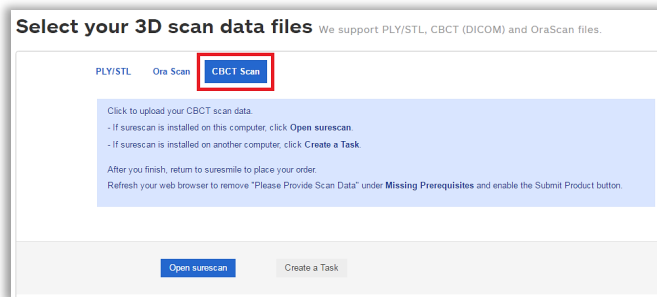 Select your 3D scan data files We support PLY/STL, CBCT (DICOM) and OraScan files.
PLY/STL Ora Scan CBCT Scan
Click to upload your CBCT scan data.
- If surescan is installed on this computer, click Open surescan.
- If surescan is installed on another computer, click Create a Task.
After you finish, return to suresmile to place your order.
Refresh your web browser to remove "Please Provide Scan Data" under Missing Prerequisites and enable the Submit Product button.
Open surescan Create a Task